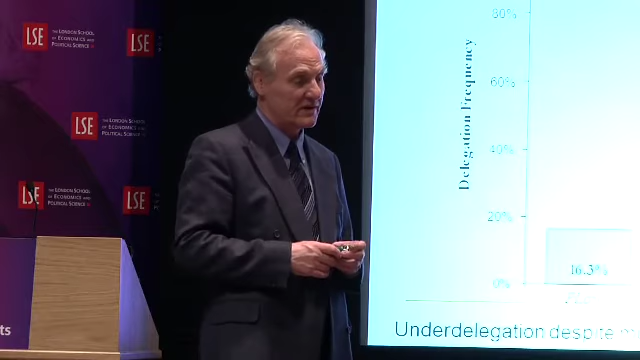 LSE THE LONDON SCHOOL
OF ECONOMICS AND
POLITICAL SCIENCE
LSE
LSE THE LONDON SCHOOL
OF ECONOMICS AND
POLITICAL SCIENCE
LSE THE LONDON SCHOOL
OF ECONOMICS AND
POLITICAL SCIENCE
LSE
ts
Delegation Frequency
80%
60%
40%
20%
0%
16.3%
Underdelegation despite